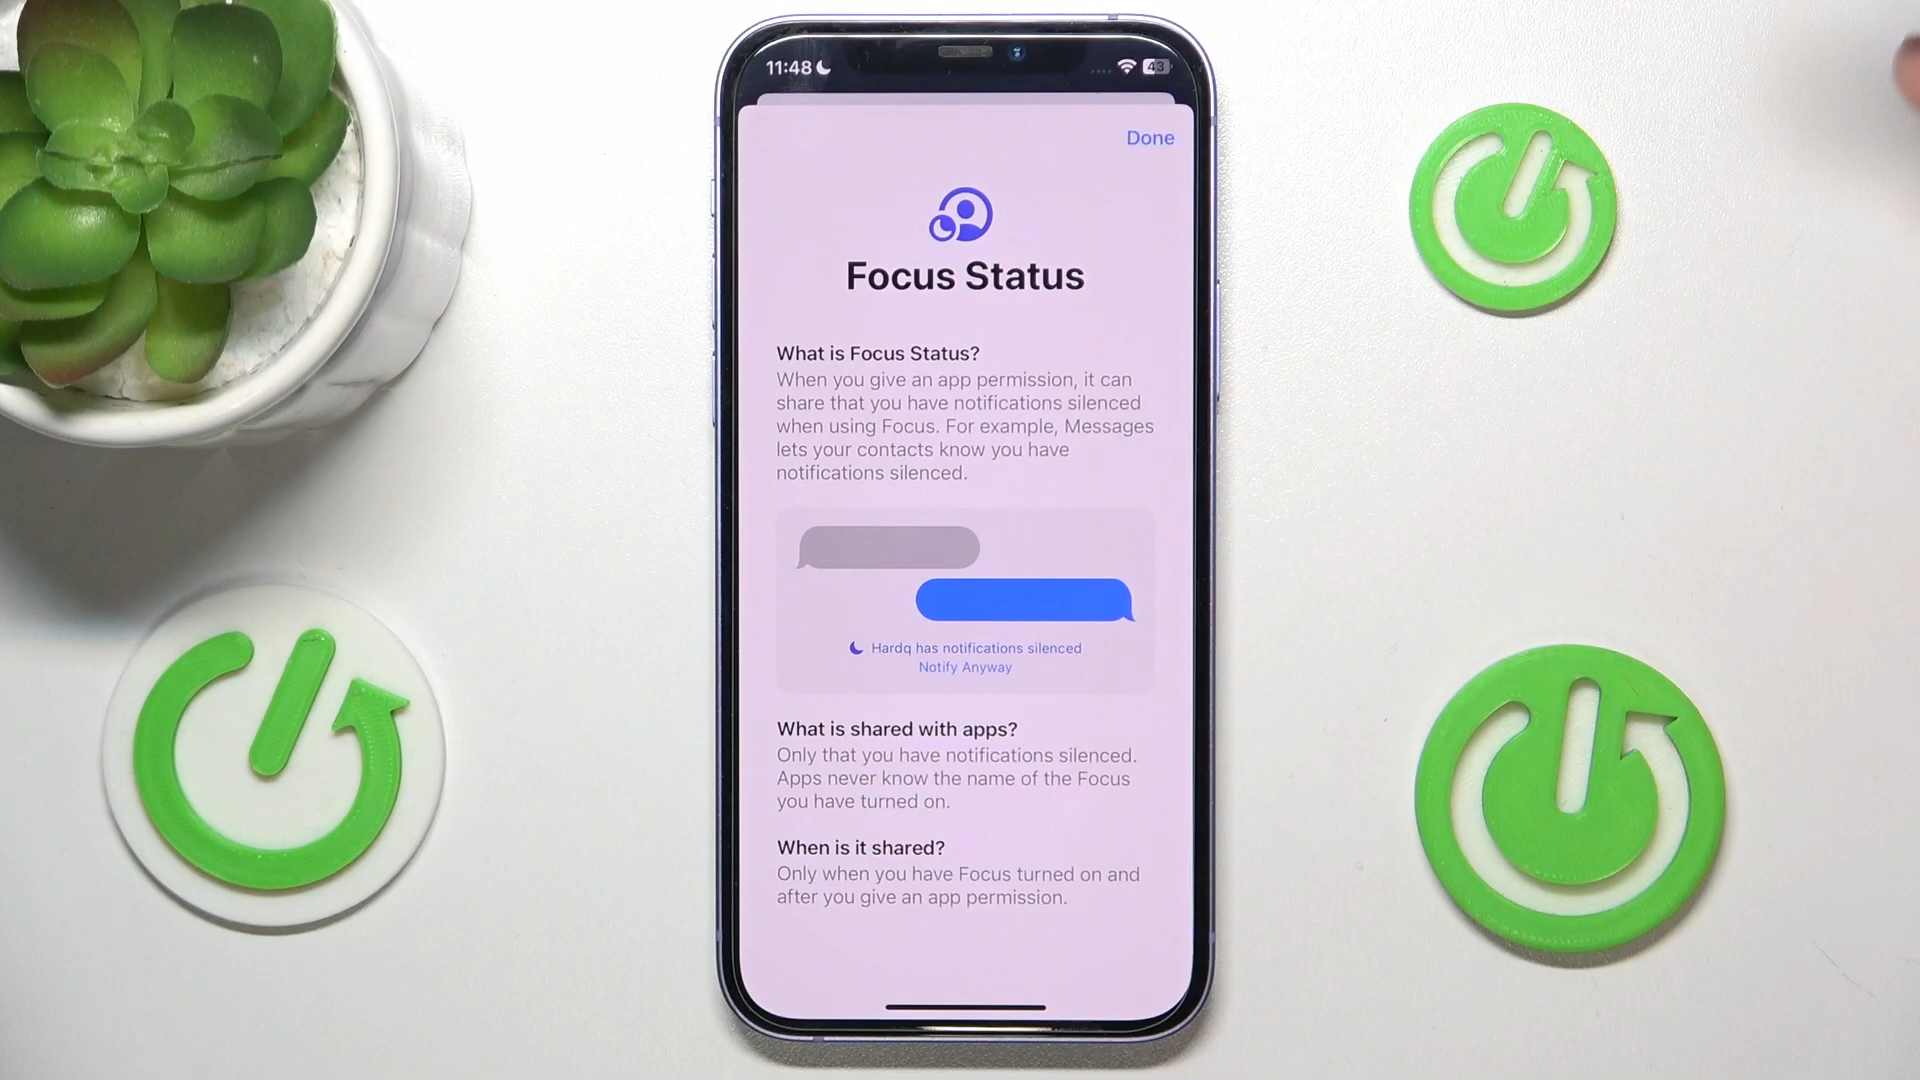 11:48
43
Done
Focus Status
What is Focus Status?
When you give an app permission, it can
share that you have notifications silenced
when using Focus. For example, Messages
lets your contacts know you have
notifications silenced.
Hardq has notifications silenced
Notify Anyway
What is shared with apps?
Only that you have notifications silenced.
Apps never know the name of the Focus
you have turned on.
When is it shared?
Only when you have Focus turned on and
after you give an app permission.